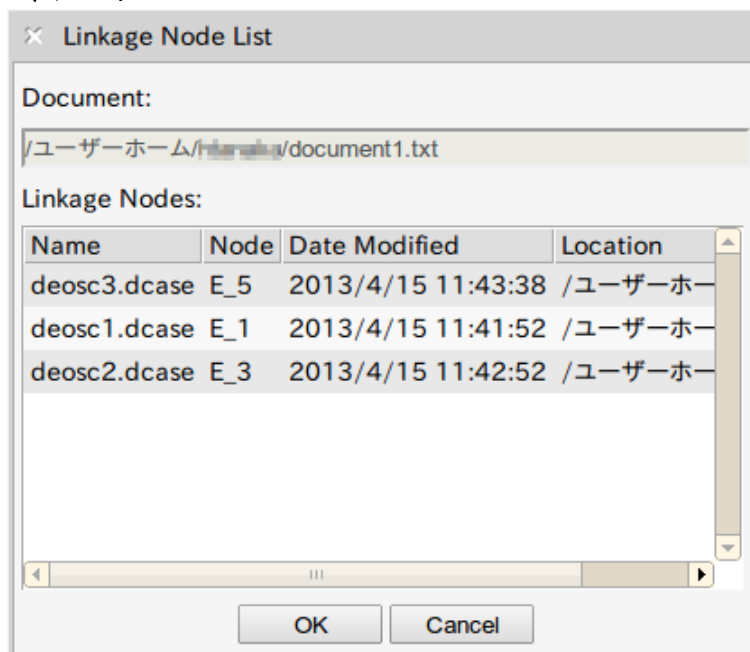 Linkage Node List
Document:
/ユーザーホーム/ /document1.txt
Linkage Nodes:
Name Node Date Modified Location
deosc3.dcase E_5 2013/4/15 11:43:38 /ユーザーホー
deosc1.dcase E_1 2013/4/15 11:41:52 /ユーザーホー
deosc2.dcase E_3 2013/4/15 11:42:52 /ユーザーホー
OK Cancel